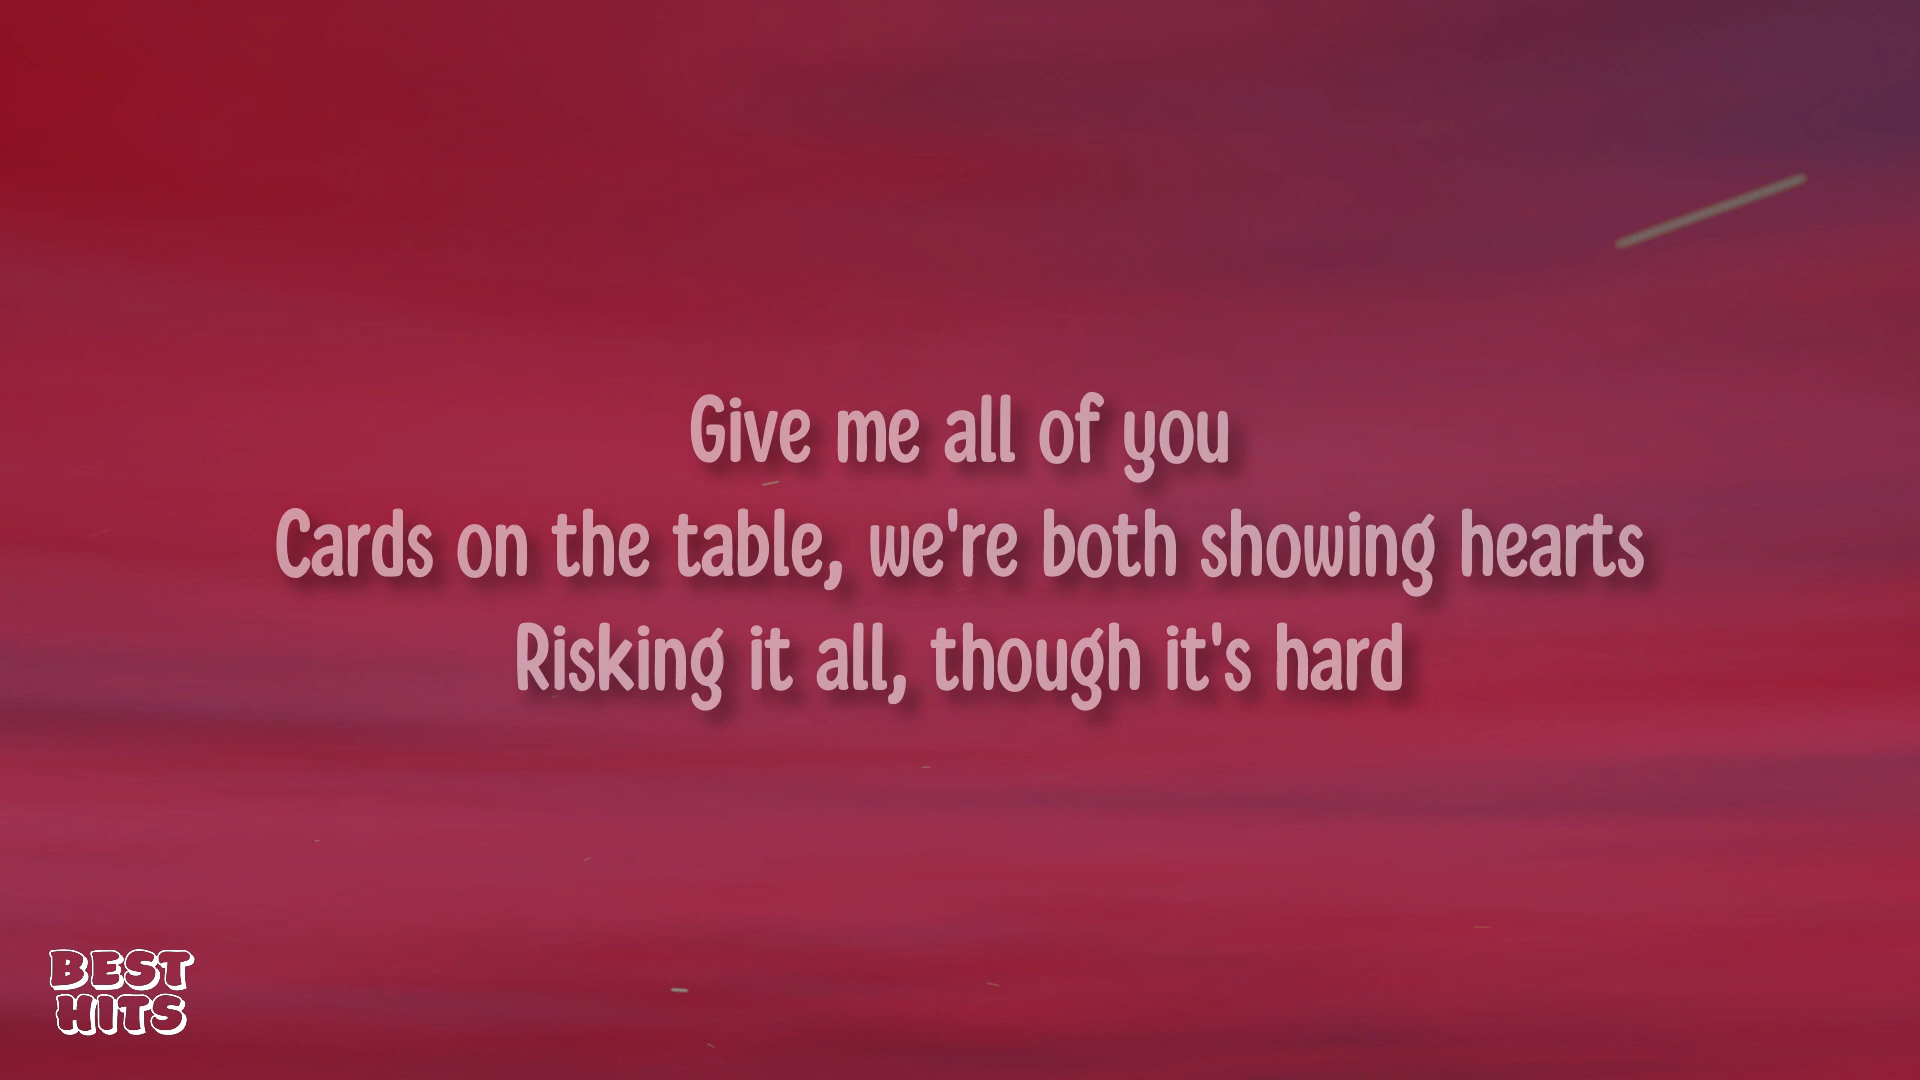 Give me all of you
Cards on the table, we're both showing hearts
Risking it all, though it's hard
BEST
HITS